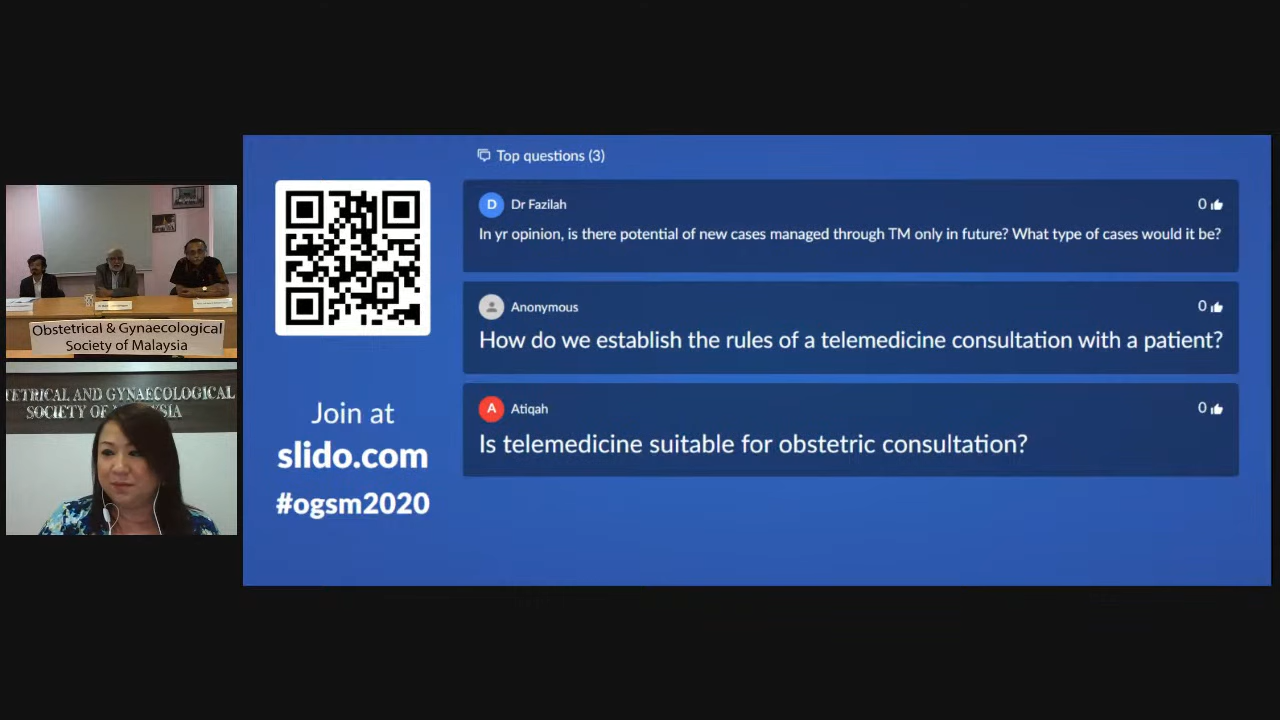 Top questions (3)
D Dr Fazilah 0
In yr opinion, is there potential of new cases managed through TM only in future? What type of cases would it be?
Anonymous 0
How do we establish the rules of a telemedicine consultation with a patient?
A Atiqah 0
Is telemedicine suitable for obstetric consultation?
Join at
slido.com
#ogsm2020
Obstetrical & Gynaecological
Society of Malaysia
TETRICAL AND GYNAECOLOGICAL
SOCIETY OF